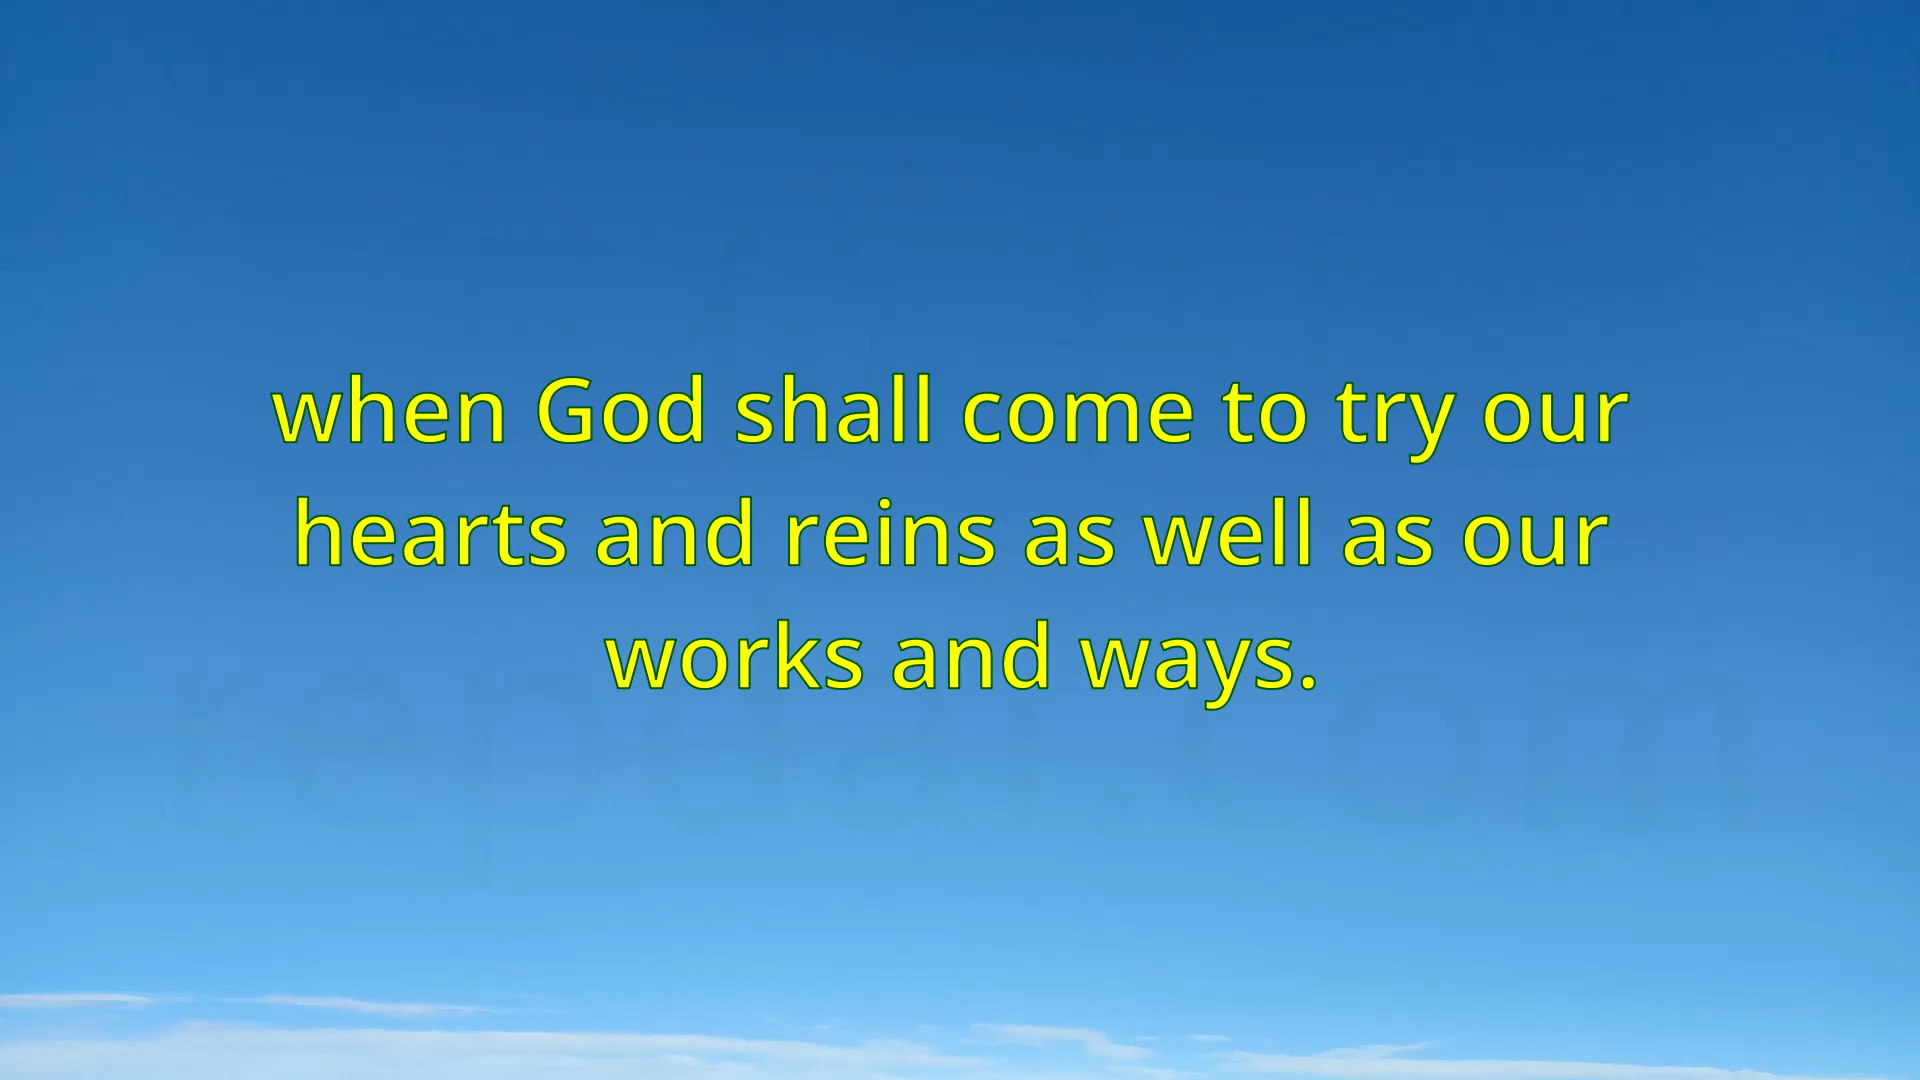 when God shall come to try our
hearts and reins as well as our
works and ways.